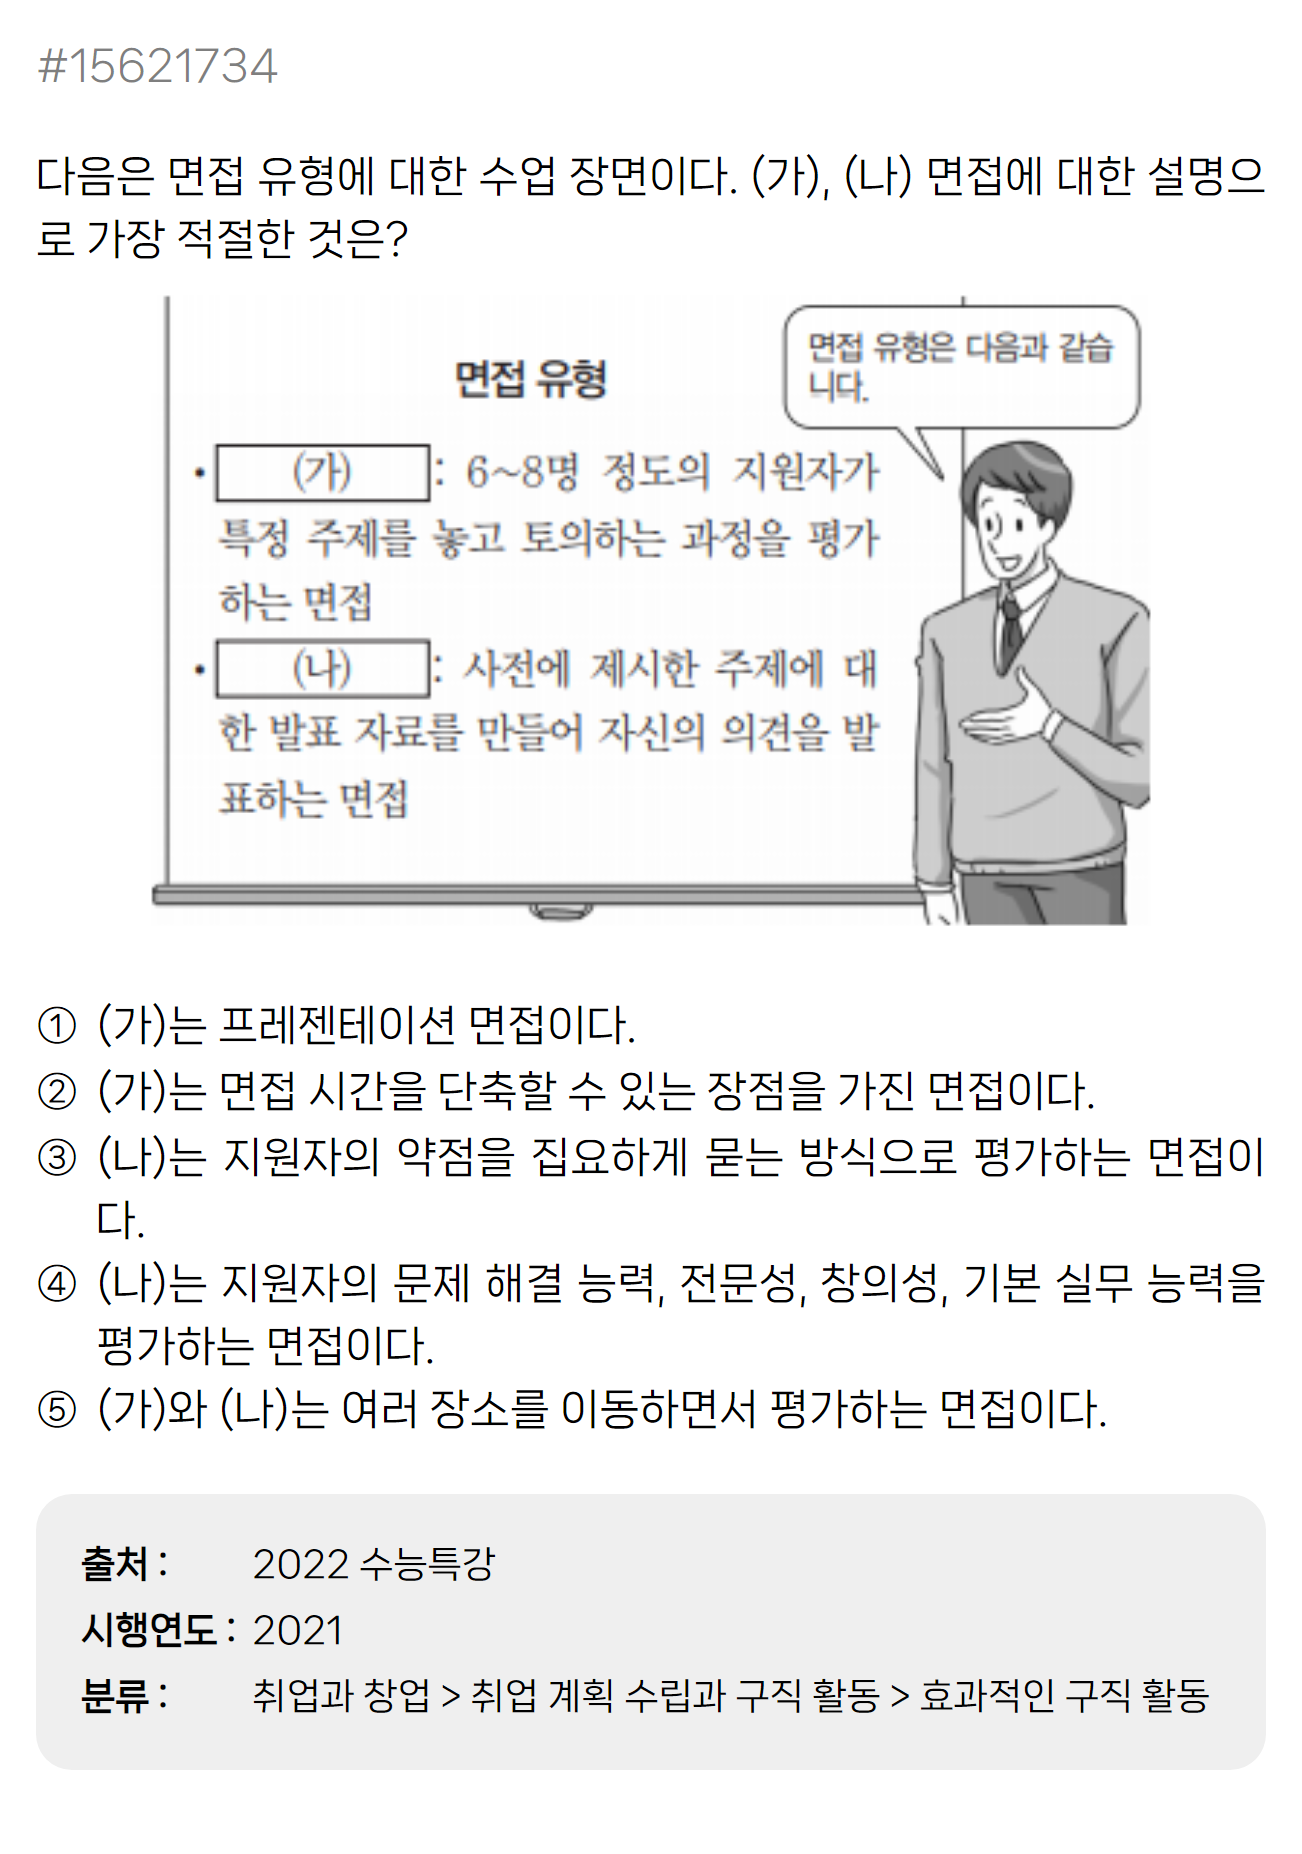 #15621734
다음은 면접 유형에 대한 수업 장면이다. (가), (나) 면접에 대한 설명으
로 가장 적절한 것은?
면접 유형은 다음과 같습
니다.
면접 유형
• (가) : 6~8명 정도의 지원자가
특정 주제를 놓고 토의하는 과정을 평가
하는 면접
• (나) : 사전에 제시한 주제에 대
한 발표 자료를 만들어 자신의 의견을 발
표하는 면접
① (가)는 프레젠테이션 면접이다.
② (가)는 면접 시간을 단축할 수 있는 장점을 가진 면접이다.
③ (나)는 지원자의 약점을 집요하게 묻는 방식으로 평가하는 면접이
다.
④ (나)는 지원자의 문제 해결 능력, 전문성, 창의성, 기본 실무 능력을
평가하는 면접이다.
⑤ (가)와 (나)는 여러 장소를 이동하면서 평가하는 면접이다.
출처 : 2022 수능특강
시행연도 : 2021
분류 : 취업과 창업 > 취업 계획 수립과 구직 활동 > 효과적인 구직 활동